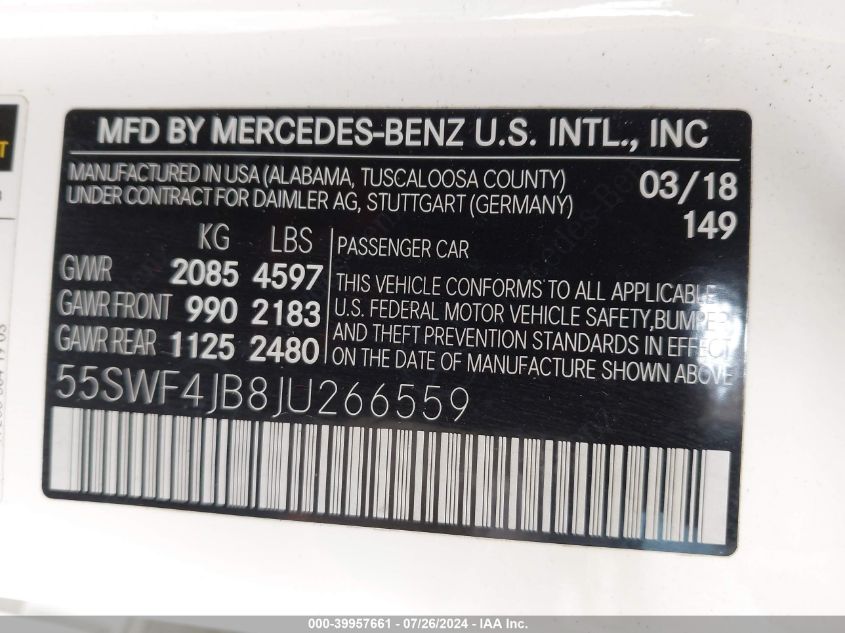 MFD BY MERCEDES-BENZ U.S. INTL., INC
MANUFACTURED IN USA (ALABAMA, TUSCALOOSA COUNTY)
UNDER CONTRACT FOR DAIMLER AG, STUTTGART (GERMANY)
03/18
149
KG LBS
GVWR 2085 4597
GAWR FRONT 990 2183
GAWR REAR 1125 2480
PASSENGER CAR
THIS VEHICLE CONFORMS TO ALL APPLICABLE
U.S. FEDERAL MOTOR VEHICLE SAFETY, BUMPER
AND THEFT PREVENTION STANDARDS IN EFFECT
ON THE DATE OF MANUFACTURE SHOWN ABOVE
55SWF4JB8JU266559
000-39957661 - 07/26/2024 - IAA Inc.